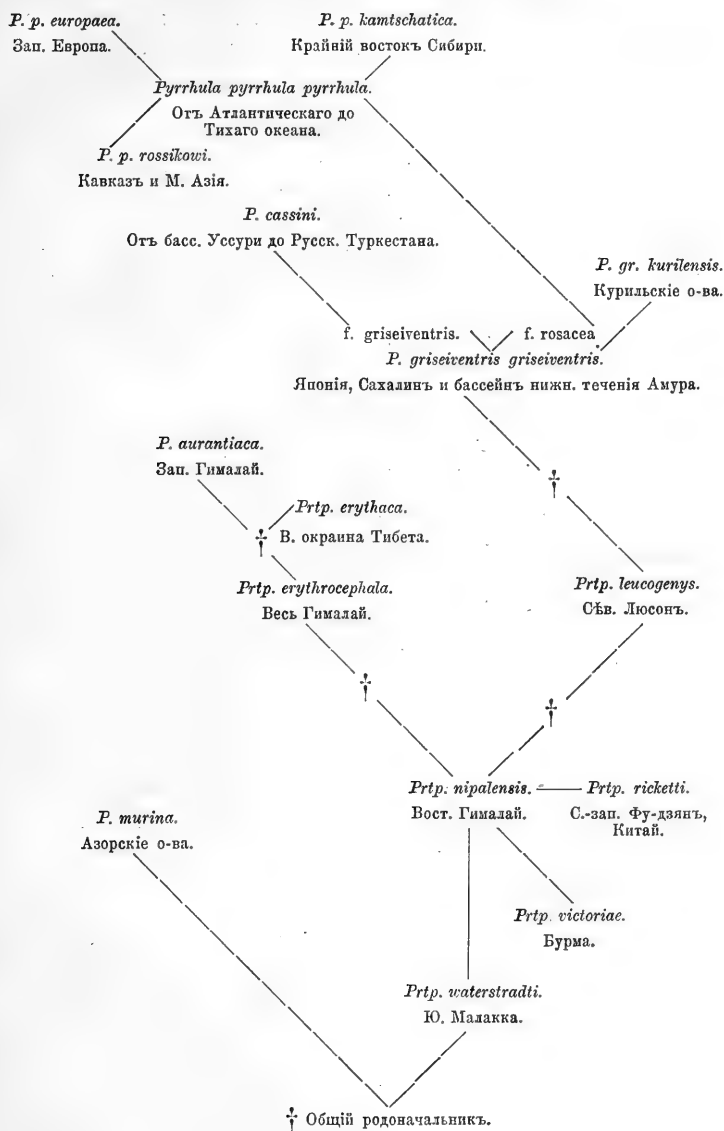 P. p. europaea.
Зап. Европа.
P. p. kamtschatica.
Крайній востокъ Сибири.
Pyrrhula pyrrhula pyrrhula.
Отъ Атлантическаго до
Тихаго океана.
P. p. rossikowi.
Кавказъ и М. Азія.
P. cassini.
Отъ басс. Уссури до Русск. Туркестана.
P. gr. kurilensis.
Курильскіе о-ва.
f. griseiventris.
f. rosacea
P. griseiventris griseiventris.
Японія, Сахалинъ и бассейнъ нижн. теченія Амура.
P. aurantiaca.
Зап. Гималай.
†
Prtp. erythaca.
† В. окраина Тибета.
Prtp. erythrocephala.
Весь Гималай.
Prtp. leucogenys.
Сѣв. Люсонъ.
†
†
Prtp. nipalensis.
Вост. Гималай.
Prtp. ricketti.
С.-зап. Фу-дзянъ,
Китай.
P. murina.
Азорскіе о-ва.
Prtp. victoriae.
Бурма.
Prtp. waterstradti.
Ю. Малакка.
† Общій родоначальникъ.